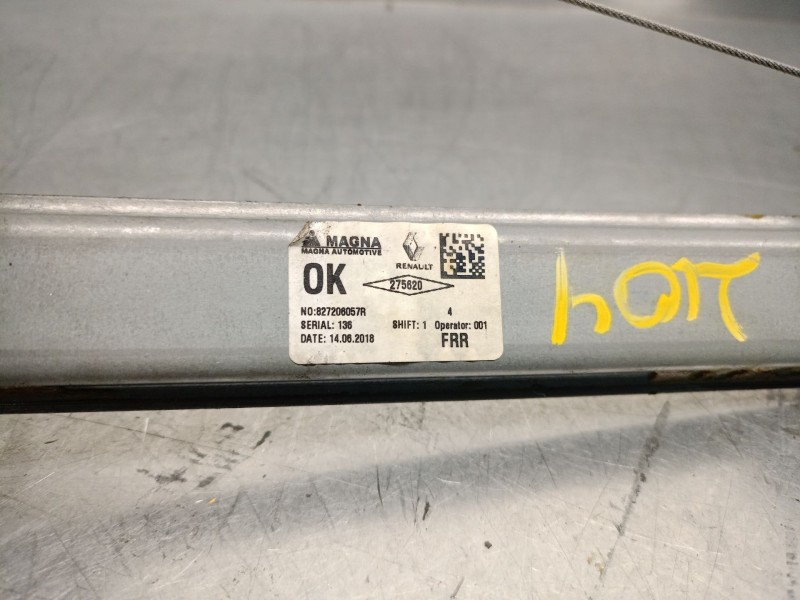 MAGNA
MAGNA AUTOMOTIVE
RENAULT
OK
275620
NO:827206057R
4
SERIAL: 136
SHIFT: 1
Operator: 001
DATE: 14.06.2018
FRR